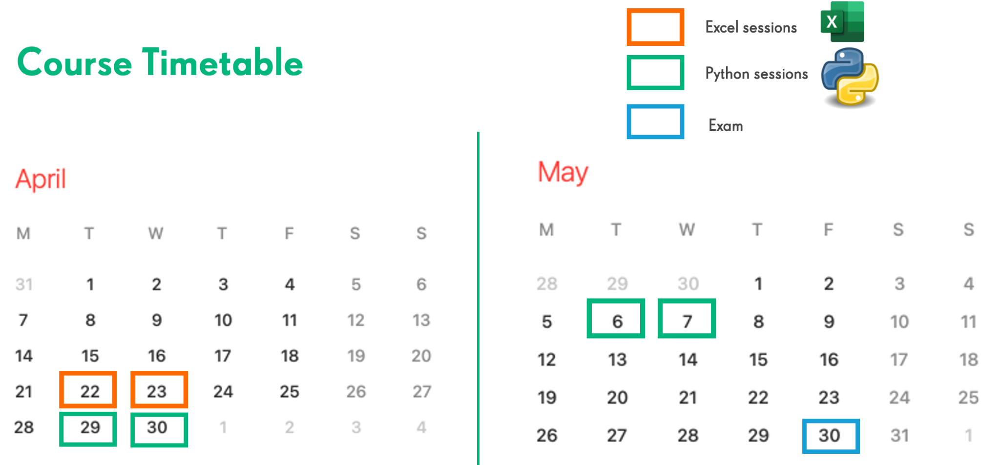 Course Timetable
X
Excel sessions
Python sessions
Exam
April
M T W T F S S
31 1 2 3 4 5 6
7 8 9 10 11 12 13
14 15 16 17 18 19 20
21 22 23 24 25 26 27
28 29 30 1 2 3 4
May
M T W T F S S
28 29 30 1 2 3 4
5 6 7 8 9 10 11
12 13 14 15 16 17 18
19 20 21 22 23 24 25
26 27 28 29 30 31 1